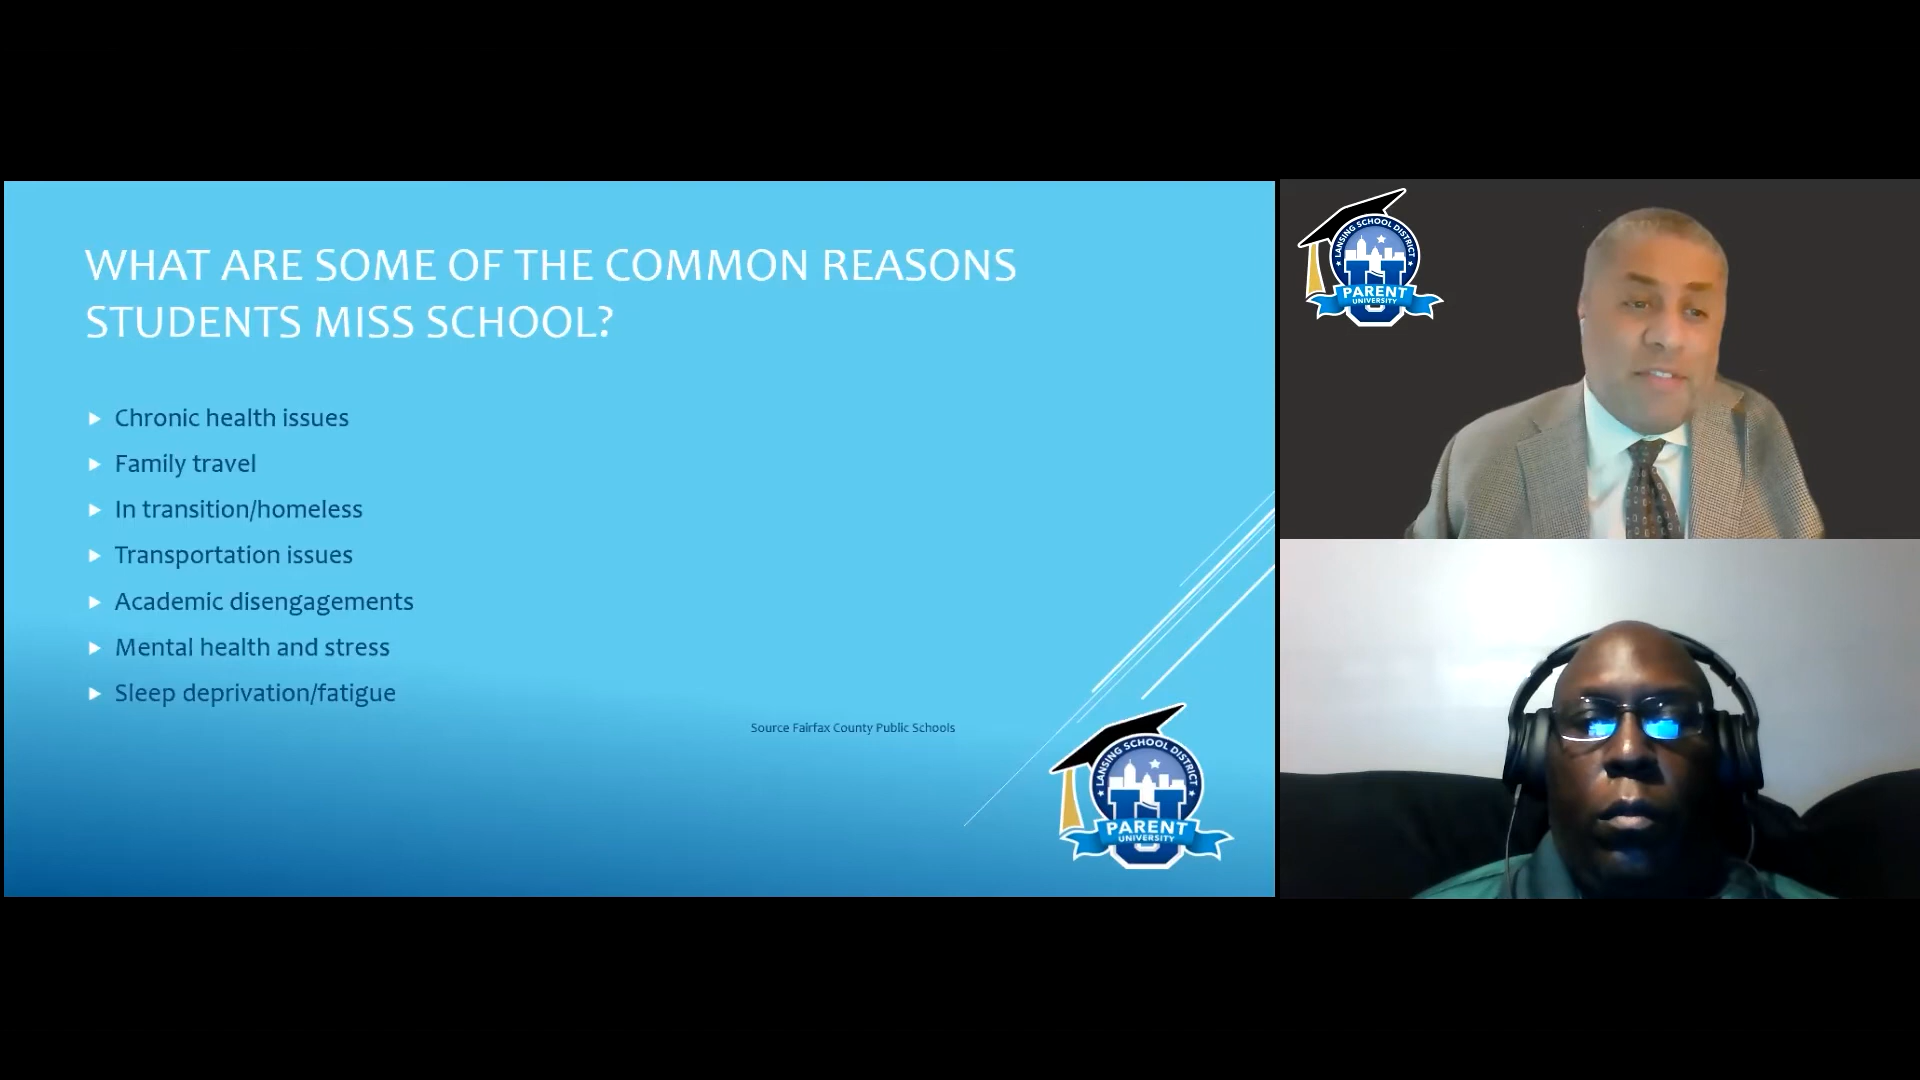 WHAT ARE SOME OF THE COMMON REASONS
STUDENTS MISS SCHOOL?
Chronic health issues
Family travel
In transition/homeless
Transportation issues
Academic disengagements
Mental health and stress
Sleep deprivation/fatigue
Source Fairfax County Public Schools
LANSING SCHOOL DISTRICT
U
PARENT
UNIVERSITY
LANSING SCHOOL DISTRICT
U
PARENT
UNIVERSITY